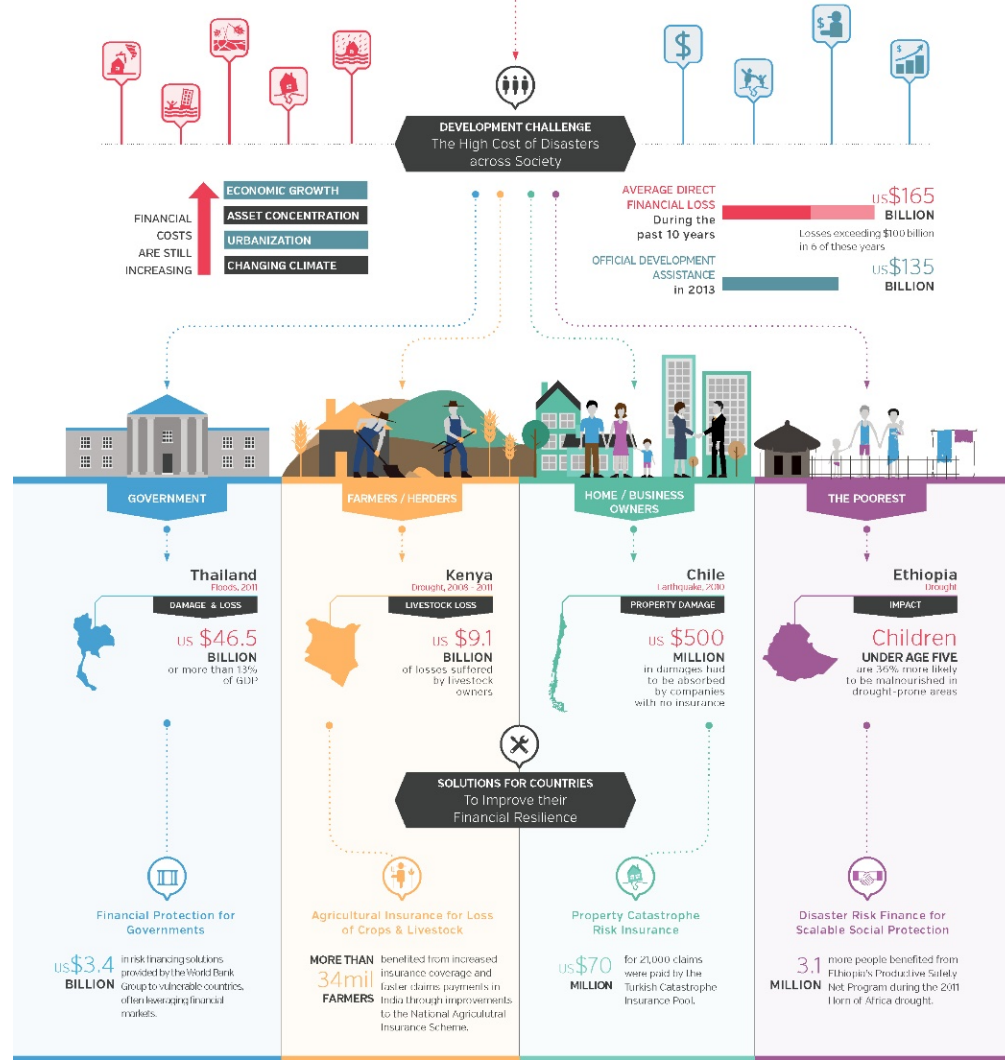 DEVELOPMENT CHALLENGE
The High Cost of Disasters
across Society
FINANCIAL
COSTS
ARE STILL
INCREASING
ECONOMIC GROWTH
ASSET CONCENTRATION
URBANIZATION
CHANGING CLIMATE
AVERAGE DIRECT
FINANCIAL LOSS
During the
past 10 years
US$165
BILLION
Losses exceeding $100 billion
in 6 of these years
OFFICIAL DEVELOPMENT
ASSISTANCE
in 2013
US$135
BILLION
GOVERNMENT
FARMERS / HERDERS
HOME / BUSINESS
OWNERS
THE POOREST
Thailand
Floods, 2011
DAMAGE & LOSS
US $46.5
BILLION
or more than 13%
of GDP
Kenya
Drought, 2008 - 2011
LIVESTOCK LOSS
US $9.1
BILLION
of losses suffered
by livestock
owners
Chile
Earthquake, 2010
PROPERTY DAMAGE
US $500
MILLION
in damages had
to be absorbed
by companies
with no insurance
Ethiopia
Drought
IMPACT
Children
UNDER AGE FIVE
are 36% more likely
to be malnourished in
drought-prone areas
SOLUTIONS FOR COUNTRIES
To Improve their
Financial Resilience
Financial Protection for
Governments
US$3.4
BILLION
in risk financing solutions
provided by the World Bank
Group to vulnerable countries,
often leveraging financial
markets.
Agricultural Insurance for Loss
of Crops & Livestock
MORE THAN
34mil
FARMERS
benefited from increased
insurance coverage and
faster claims payments in
India through improvements
to the National Agriculutral
Insurance Scheme.
Property Catastrophe
Risk Insurance
US$70
MILLION
for 21,000 claims
were paid by the
Turkish Catastrophe
Insurance Pool.
Disaster Risk Finance for
Scalable Social Protection
3.1
MILLION
more people benefited from
Ethiopia's Productive Safety
Net Program during the 2011
Horn of Africa drought.